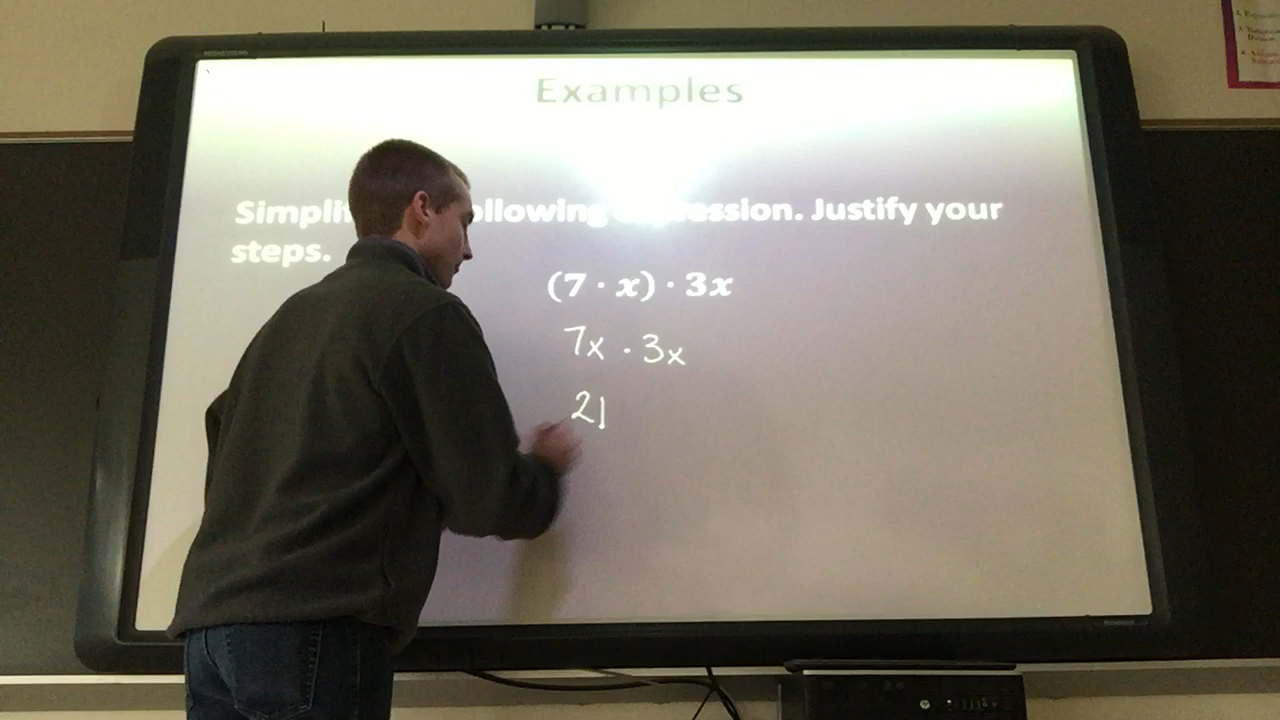 Examples
Simplif ollowing ession. Justify your
steps.
(7 · x) · 3x
7x · 3x
21